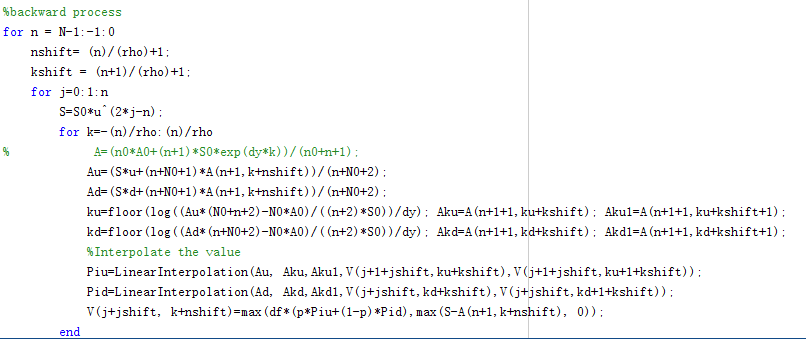 %backward process
for n = N-1:-1:0
    nshift= (n)/(rho)+1;
    kshift = (n+1)/(rho)+1;
    for j=0:1:n
        S=S0*u^(2*j-n);
        for k=-(n)/rho:(n)/rho
%            A=(n0*A0+(n+1)*S0*exp(dy*k))/(n0+n+1);
            Au=(S*u+(n+N0+1)*A(n+1,k+nshift))/(n+N0+2);
            Ad=(S*d+(n+N0+1)*A(n+1,k+nshift))/(n+N0+2);
            ku=floor(log((Au*(N0+n+2)-N0*A0)/((n+2)*S0))/dy); Aku=A(n+1+1,ku+kshift); Aku1=A(n+1+1,ku+kshift+1);
            kd=floor(log((Ad*(n+N0+2)-N0*A0)/((n+2)*S0))/dy); Akd=A(n+1+1,kd+kshift); Akd1=A(n+1+1,kd+kshift+1);
            %Interpolate the value
            Piu=LinearInterpolation(Au, Aku,Aku1,V(j+1+jshift,ku+kshift),V(j+1+jshift,ku+1+kshift));
            Pid=LinearInterpolation(Ad, Akd,Akd1,V(j+jshift,kd+kshift),V(j+jshift,kd+1+kshift));
            V(j+jshift, k+nshift)=max(df*(p*Piu+(1-p)*Pid),max(S-A(n+1,k+nshift), 0));
        end